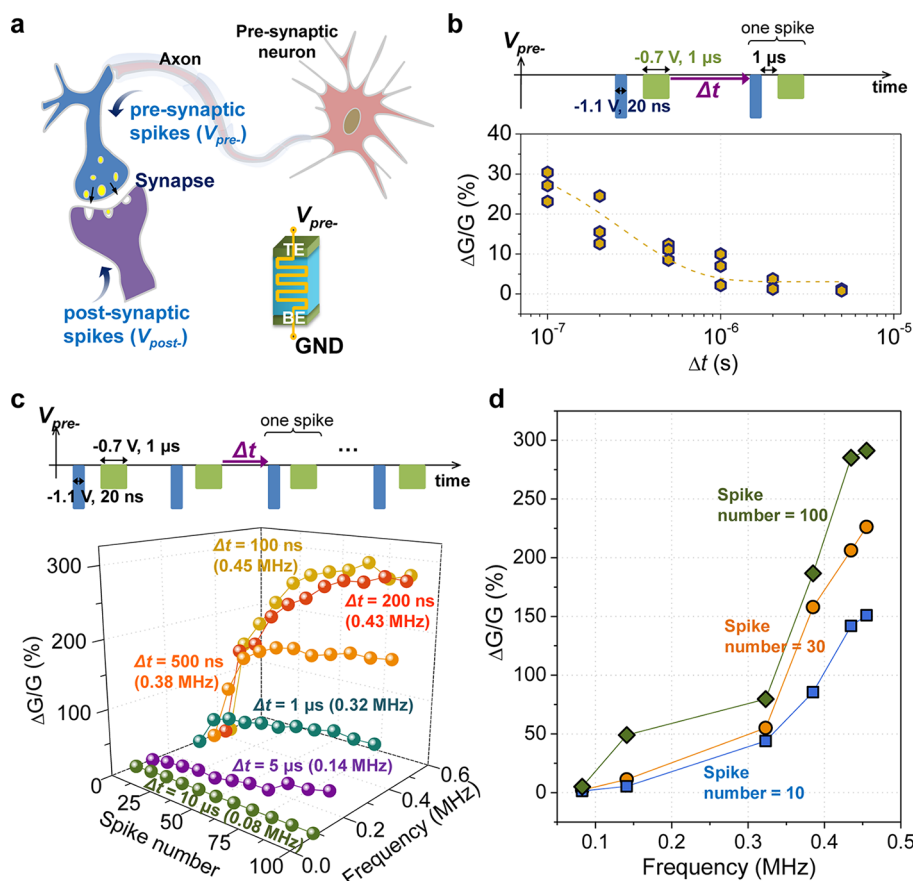 a
Pre-synaptic
neuron
Axon
pre-synaptic
spikes (Vpre-)
Synapse
post-synaptic
spikes (Vpost-)
Vpre-
TE
BE
GND
b
one spike
Vpre-
-0.7 V, 1 µs
1 µs
Δt
time
-1.1 V, 20 ns
ΔG/G (%)
40
30
20
10
0
10-7
10-6
10-5
Δt (s)
c
Vpre-
one spike
-0.7 V, 1 µs
Δt
...
time
-1.1 V, 20 ns
ΔG/G (%)
300
200
100
0
Δt = 100 ns
(0.45 MHz)
Δt = 200 ns
(0.43 MHz)
Δt = 500 ns
(0.38 MHz)
Δt = 1 µs (0.32 MHz)
Δt = 5 µs (0.14 MHz)
Δt = 10 µs (0.08 MHz)
25
50
75
100
Spike number
0.0
0.2
0.4
0.6
Frequency (MHz)
d
ΔG/G (%)
300
250
200
150
100
50
0
Spike
number = 100
Spike
number = 30
Spike
number = 10
0.1
0.2
0.3
0.4
0.5
Frequency (MHz)